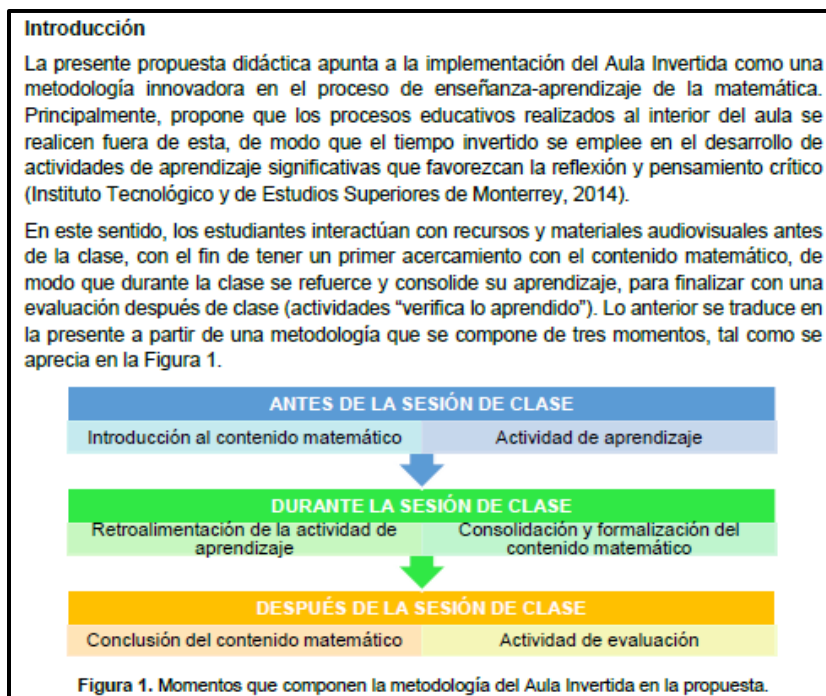 Introducción
La presente propuesta didáctica apunta a la implementación del Aula Invertida como una
metodología innovadora en el proceso de enseñanza-aprendizaje de la matemática.
Principalmente, propone que los procesos educativos realizados al interior del aula se
realicen fuera de esta, de modo que el tiempo invertido se emplee en el desarrollo de
actividades de aprendizaje significativas que favorezcan la reflexión y pensamiento crítico
(Instituto Tecnológico y de Estudios Superiores de Monterrey, 2014).
En este sentido, los estudiantes interactúan con recursos y materiales audiovisuales antes
de la clase, con el fin de tener un primer acercamiento con el contenido matemático, de
modo que durante la clase se refuerce y consolide su aprendizaje, para finalizar con una
evaluación después de clase (actividades “verifica lo aprendido”). Lo anterior se traduce en
la presente a partir de una metodología que se compone de tres momentos, tal como se
aprecia en la Figura 1.
ANTES DE LA SESIÓN DE CLASE
Introducción al contenido matemático
Actividad de aprendizaje
DURANTE LA SESIÓN DE CLASE
Retroalimentación de la actividad de
aprendizaje
Consolidación y formalización del
contenido matemático
DESPUÉS DE LA SESIÓN DE CLASE
Conclusión del contenido matemático
Actividad de evaluación
Figura 1. Momentos que componen la metodología del Aula Invertida en la propuesta.